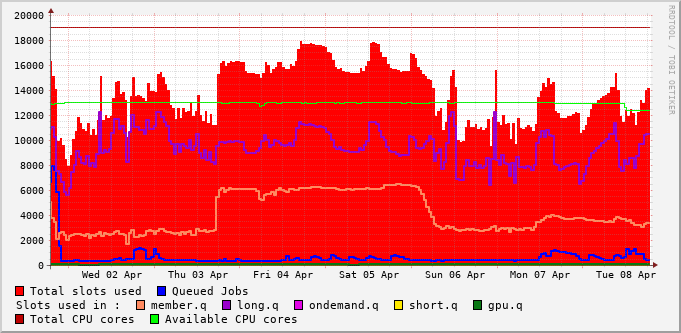 20000
18000
16000
14000
12000
10000
8000
6000
4000
2000
0
Wed 02 Apr Thu 03 Apr Fri 04 Apr Sat 05 Apr Sun 06 Apr Mon 07 Apr Tue 08 Apr
RRDTOOL / TOBI OETIKER
Total slots used Queued Jobs
Slots used in : member.q long.q ondemand.q short.q gpu.q
Total CPU cores Available CPU cores